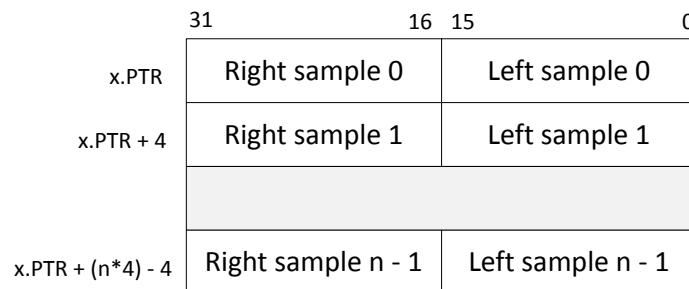 31 16 15 0
x.PTR Right sample 0 Left sample 0
x.PTR + 4 Right sample 1 Left sample 1
x.PTR + (n*4) - 4 Right sample n - 1 Left sample n - 1